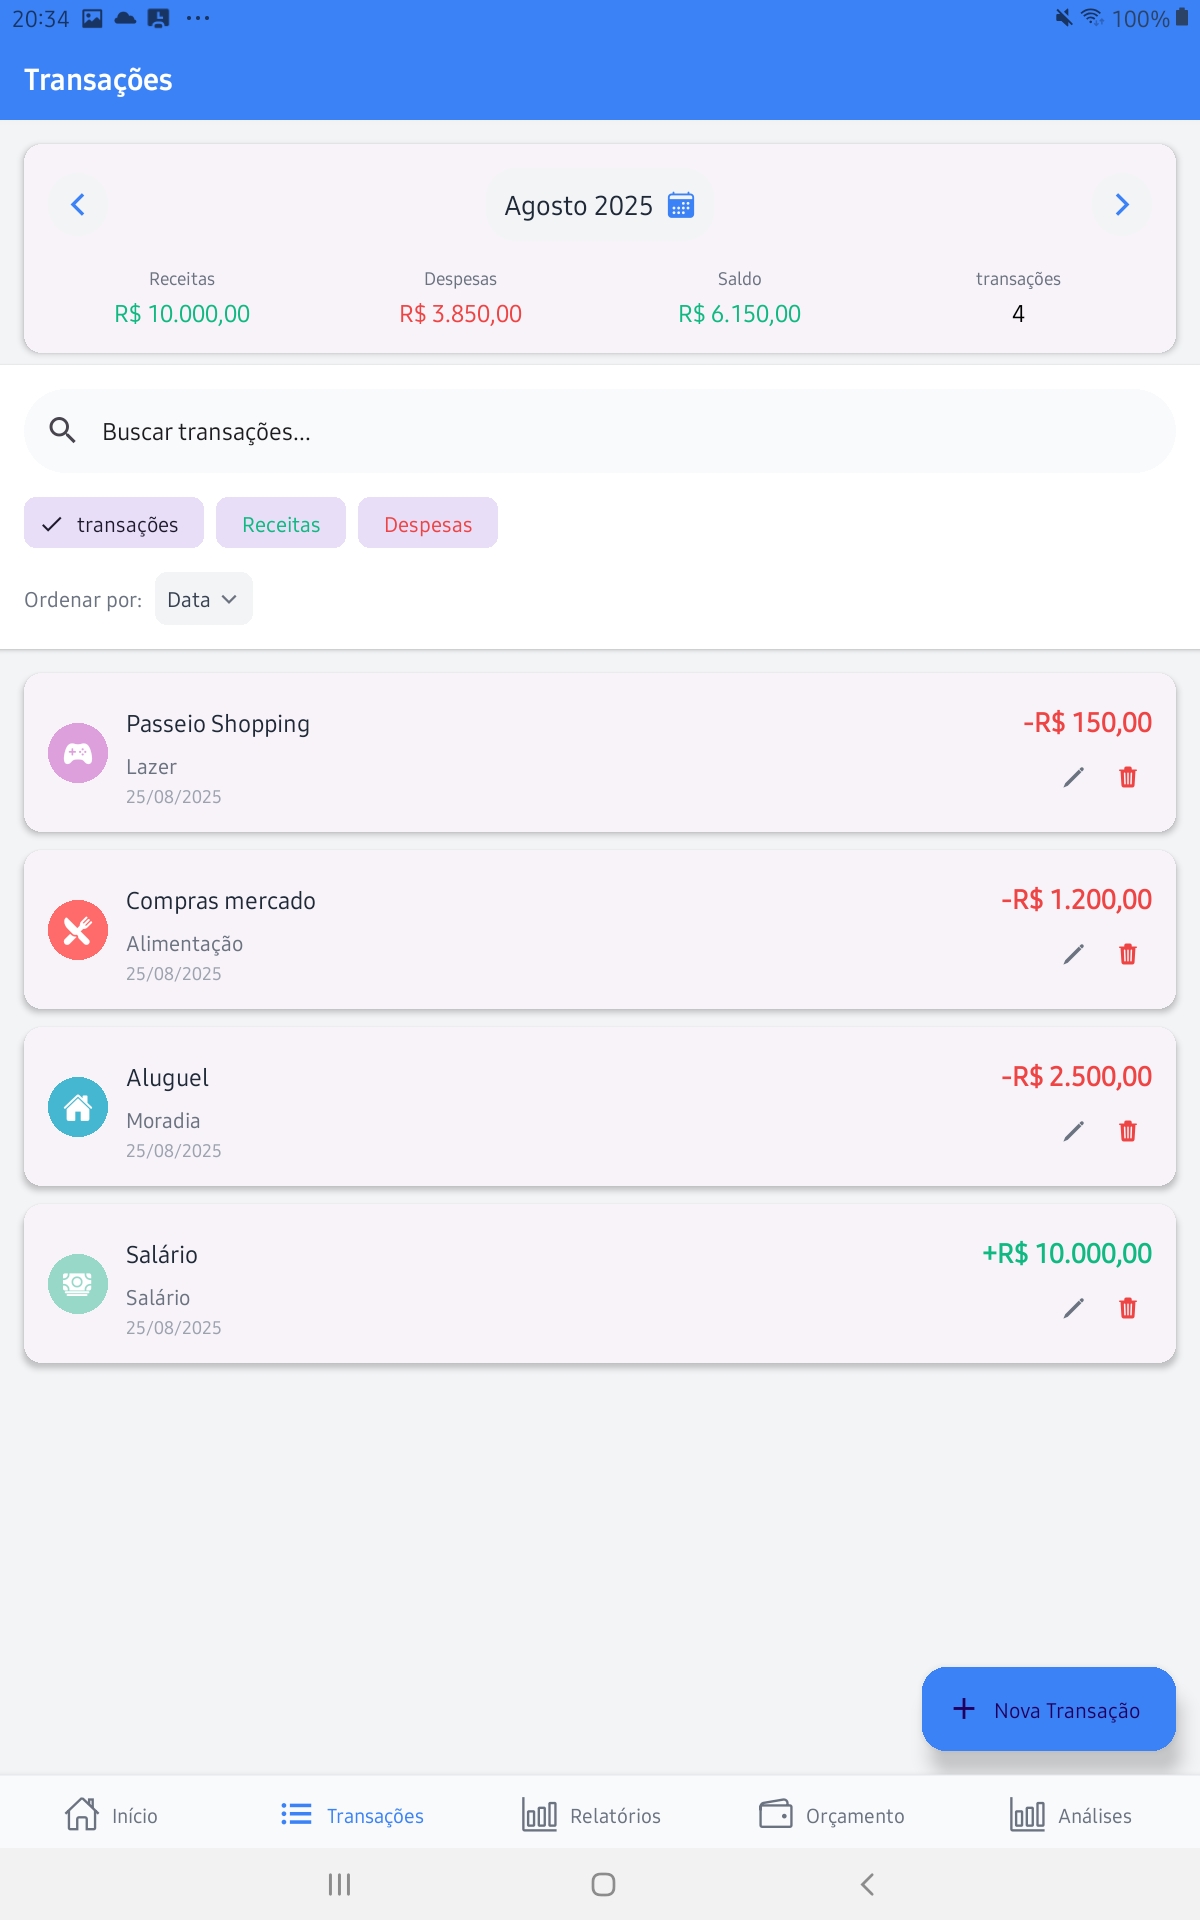 20:34 100%
Transações
Agosto 2025
Receitas Despesas Saldo transações
R$ 10.000,00 R$ 3.850,00 R$ 6.150,00 4
Buscar transações...
transações Receitas Despesas
Ordenar por: Data
Passeio Shopping -R$ 150,00
Lazer
25/08/2025
Compras mercado -R$ 1.200,00
Alimentação
25/08/2025
Aluguel -R$ 2.500,00
Moradia
25/08/2025
Salário +R$ 10.000,00
Salário
25/08/2025
Nova Transação
Início Transações Relatórios Orçamento Análises